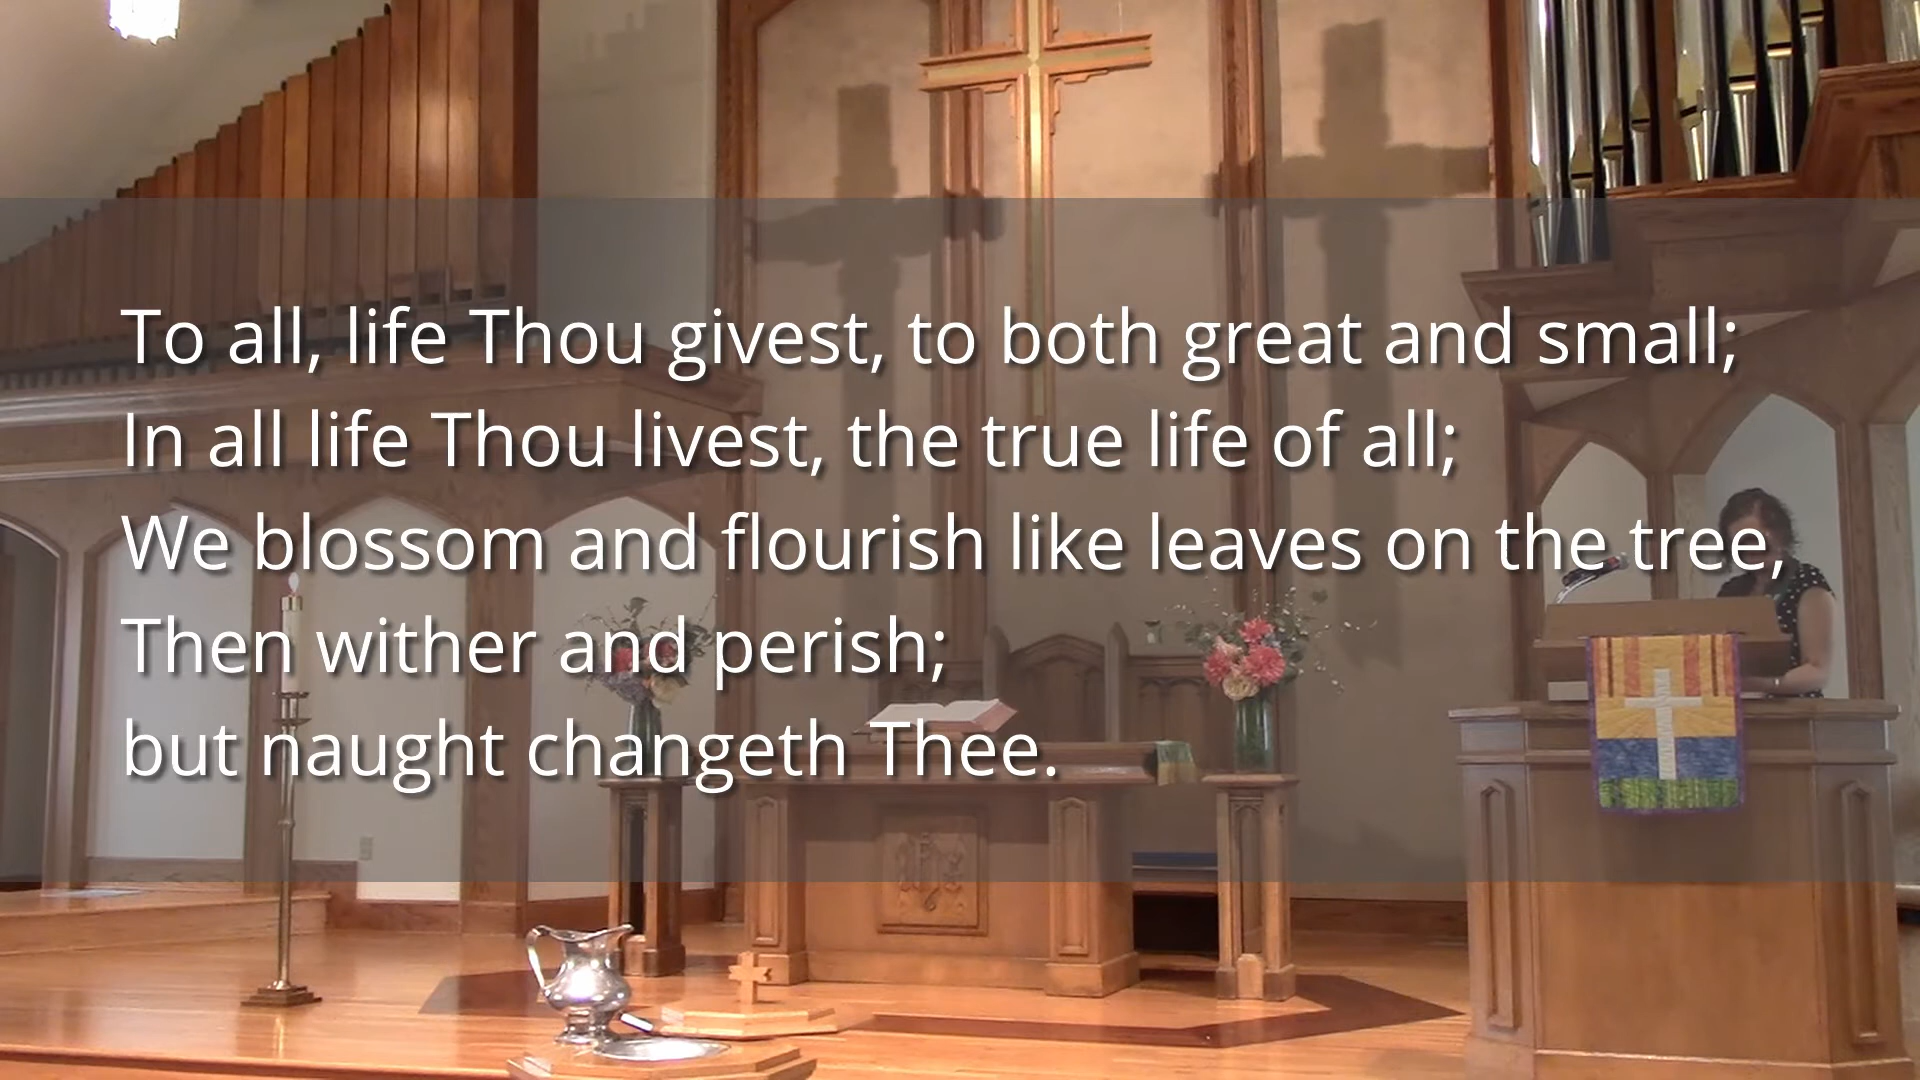 To all, life Thou givest, to both great and small;
In all life Thou livest, the true life of all;
We blossom and flourish like leaves on the tree,
Then wither and perish;
but naught changeth Thee.